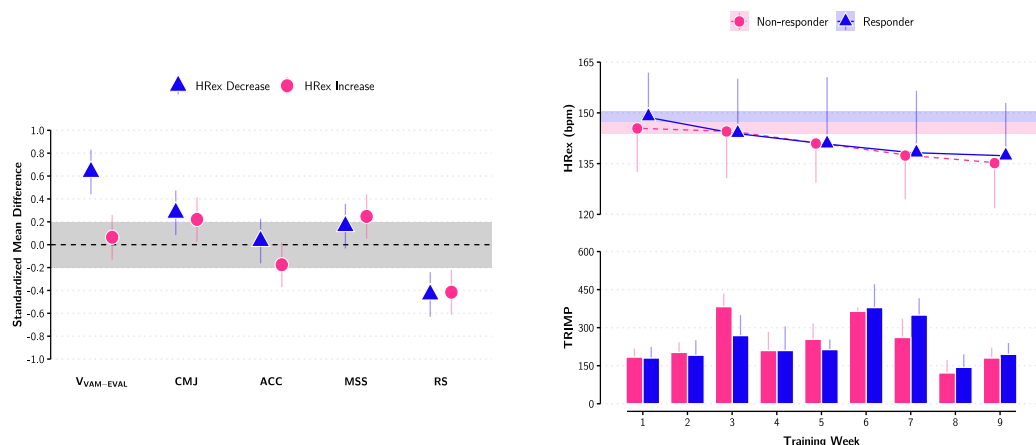 HRex Decrease HRex Increase
Standardized Mean Difference
1.0
0.8
0.6
0.4
0.2
0.0
-0.2
-0.4
-0.6
-0.8
-1.0
VVAM-EVAL CMJ ACC MSS RS
Non-responder Responder
HRex (bpm)
165
150
135
120
TRIMP
600
450
300
150
0
1 2 3 4 5 6 7 8 9
Training Week